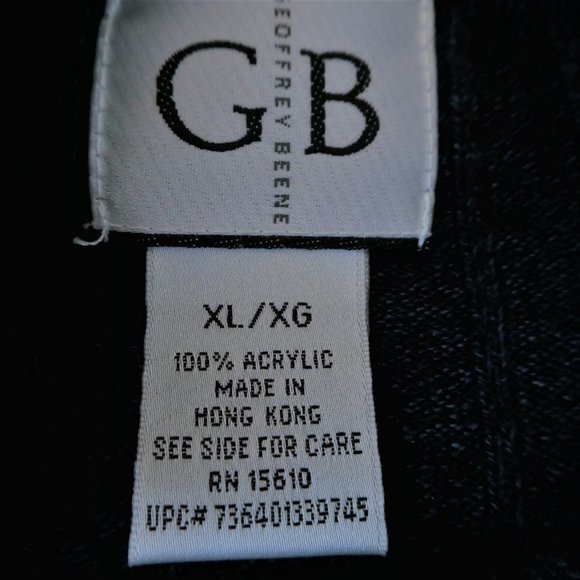 GB
GEOFFREY BEENE
XL/XG
100% ACRYLIC
MADE IN
HONG KONG
SEE SIDE FOR CARE
RN 15610
UPC# 736401339745